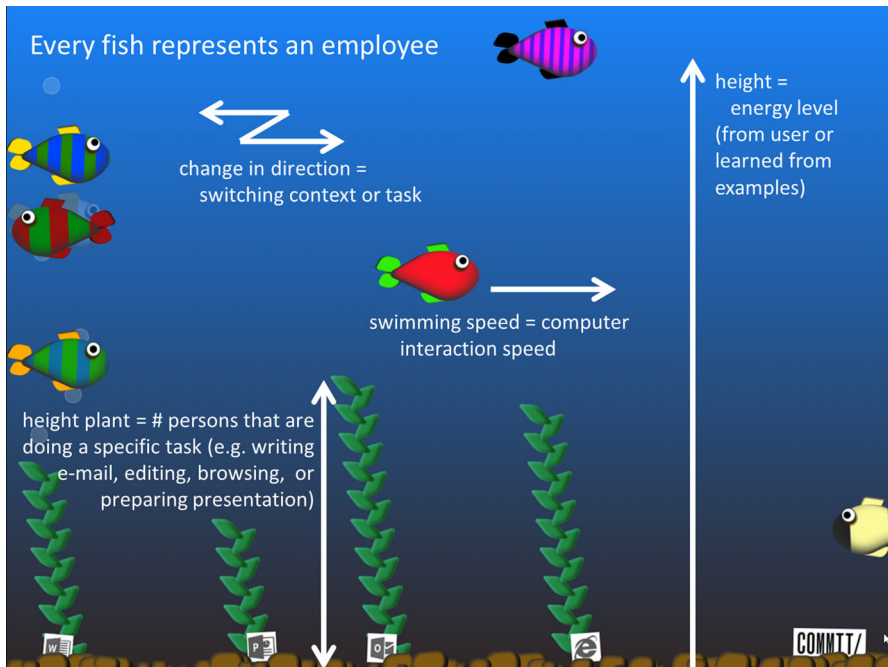 Every fish represents an employee
height =
energy level
(from user or
learned from
examples)
change in direction =
switching context or task
swimming speed = computer
interaction speed
height plant = # persons that are
doing a specific task (e.g. writing
e-mail, editing, browsing, or
preparing presentation)
W
P
O
e
COMMIT/